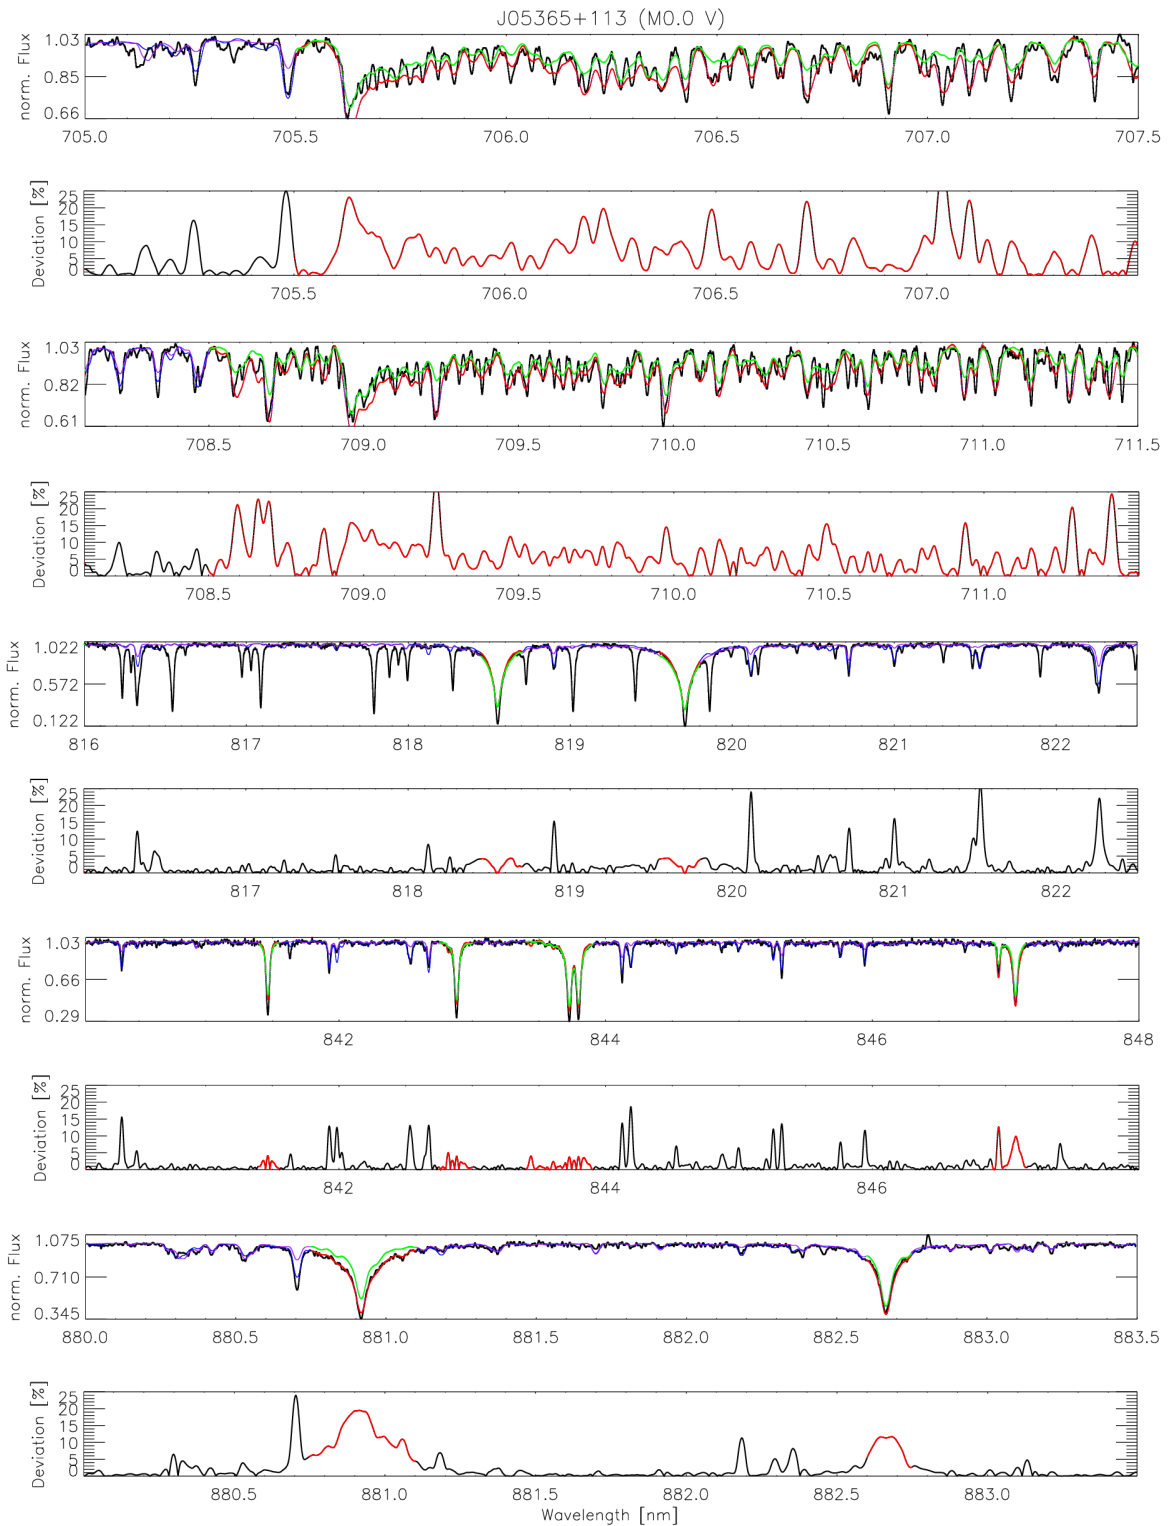 J05365+113 (M0.0 V)
norm. Flux
1.03
0.85
0.66
705.0 705.5 706.0 706.5 707.0 707.5
Deviation [%]
25
20
15
10
5
0
705.5 706.0 706.5 707.0
norm. Flux
1.03
0.82
0.61
708.5 709.0 709.5 710.0 710.5 711.0 711.5
Deviation [%]
25
20
15
10
5
0
708.5 709.0 709.5 710.0 710.5 711.0
norm. Flux
1.022
0.572
0.122
816 817 818 819 820 821 822
Deviation [%]
25
20
15
10
5
0
817 818 819 820 821 822
norm. Flux
1.03
0.66
0.29
842 844 846 848
Deviation [%]
25
20
15
10
5
0
842 844 846
norm. Flux
1.075
0.710
0.345
880.0 880.5 881.0 881.5 882.0 882.5 883.0 883.5
Deviation [%]
25
20
15
10
5
0
880.5 881.0 881.5 882.0 882.5 883.0
Wavelength [nm]